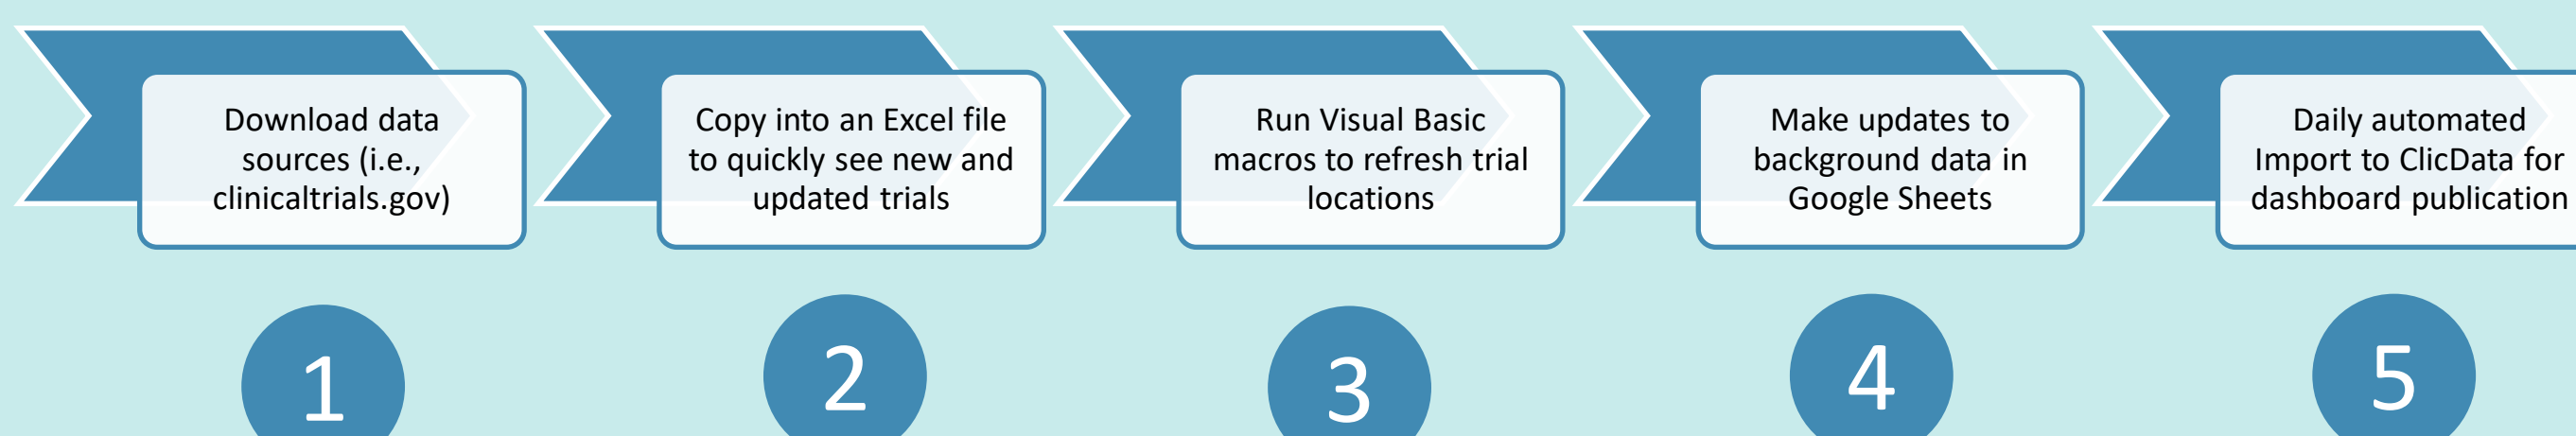 Download data
sources (i.e.,
clinicaltrials.gov)
Copy into an Excel file
to quickly see new and
updated trials
Run Visual Basic
macros to refresh trial
locations
Make updates to
background data in
Google Sheets
Daily automated
Import to ClicData for
dashboard publication
1
2
3
4
5